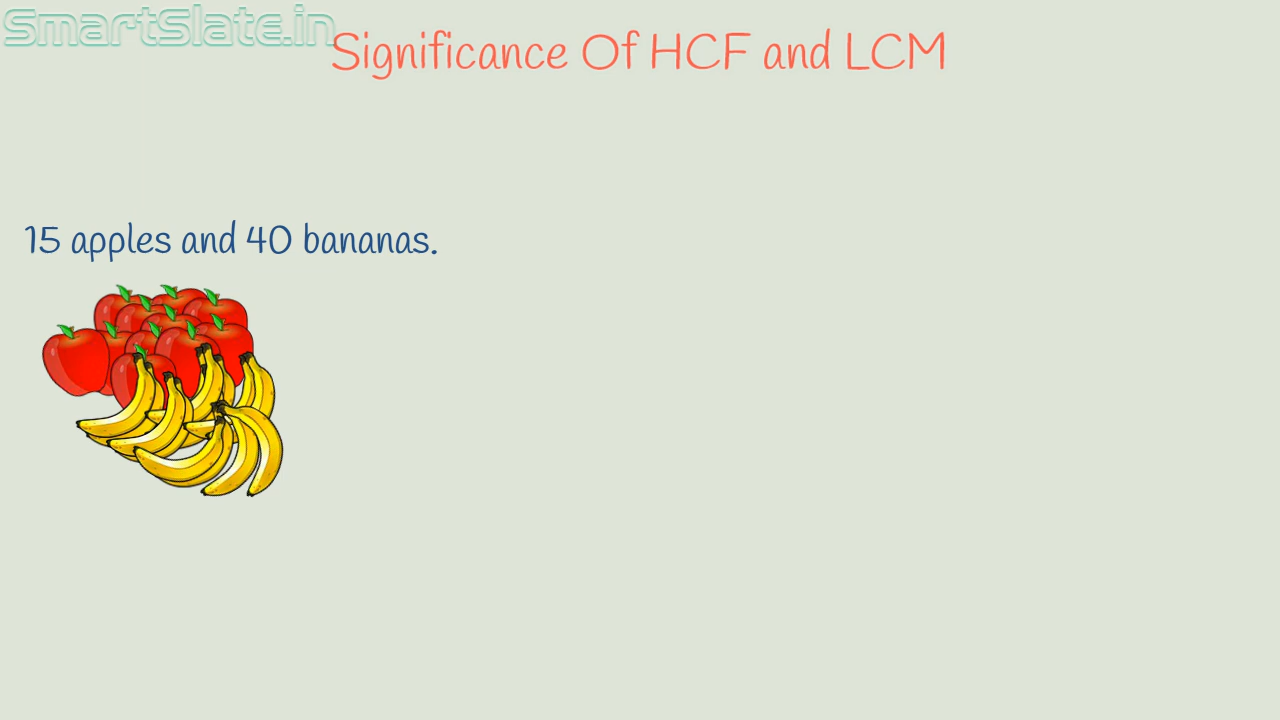 SmartSlate.in
Significance Of HCF and LCM
15 apples and 40 bananas.